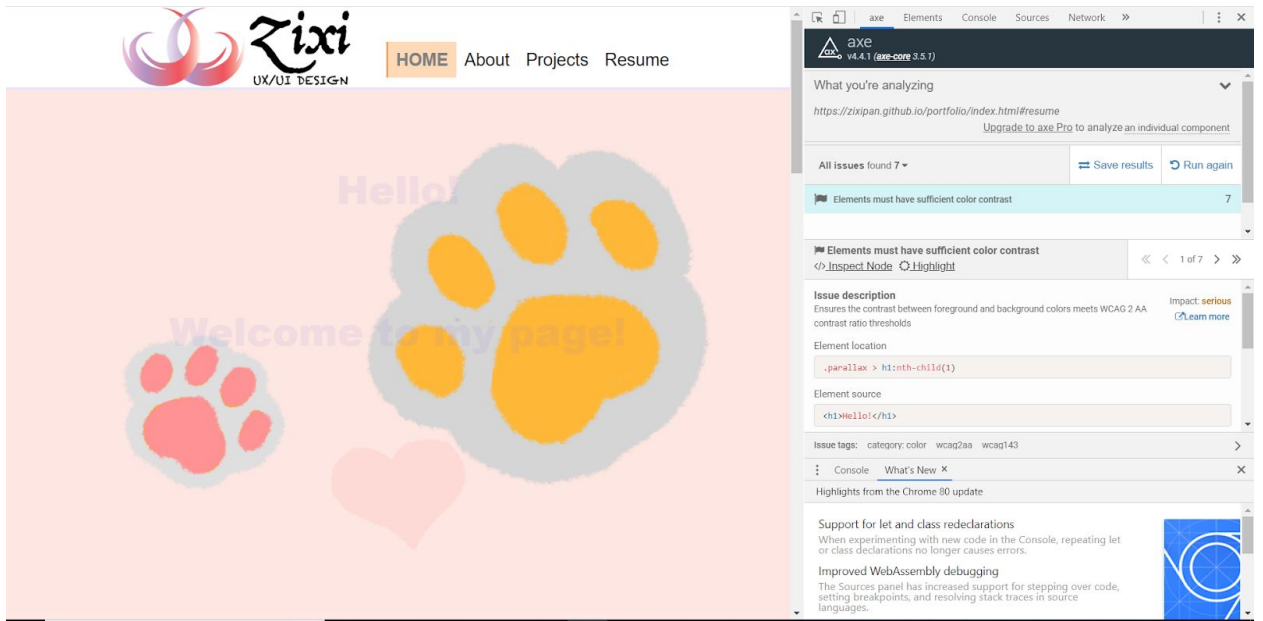 Zixi
UX/UI DESIGN
HOME About Projects Resume
Hello!
Welcome to my page!
axe Elements Console Sources Network »
axe
v4.4.1 (axe-core 3.5.1)
What you're analyzing
https://zixipan.github.io/portfolio/index.html#resume
Upgrade to axe Pro to analyze an individual component
All issues found 7
Save results
Run again
Elements must have sufficient color contrast 7
Elements must have sufficient color contrast
</> Inspect Node Highlight
1 of 7
Issue description
Ensures the contrast between foreground and background colors meets WCAG 2 AA
contrast ratio thresholds
Impact: serious
Learn more
Element location
.parallax > h1:nth-child(1)
Element source
<h1>Hello!</h1>
Issue tags: category: color wcag2aa wcag143
Console What's New ×
Highlights from the Chrome 80 update
Support for let and class redeclarations
When experimenting with new code in the Console, repeating let
or class declarations no longer causes errors.
Improved WebAssembly debugging
The Sources panel has increased support for stepping over code,
setting breakpoints, and resolving stack traces in source
languages.